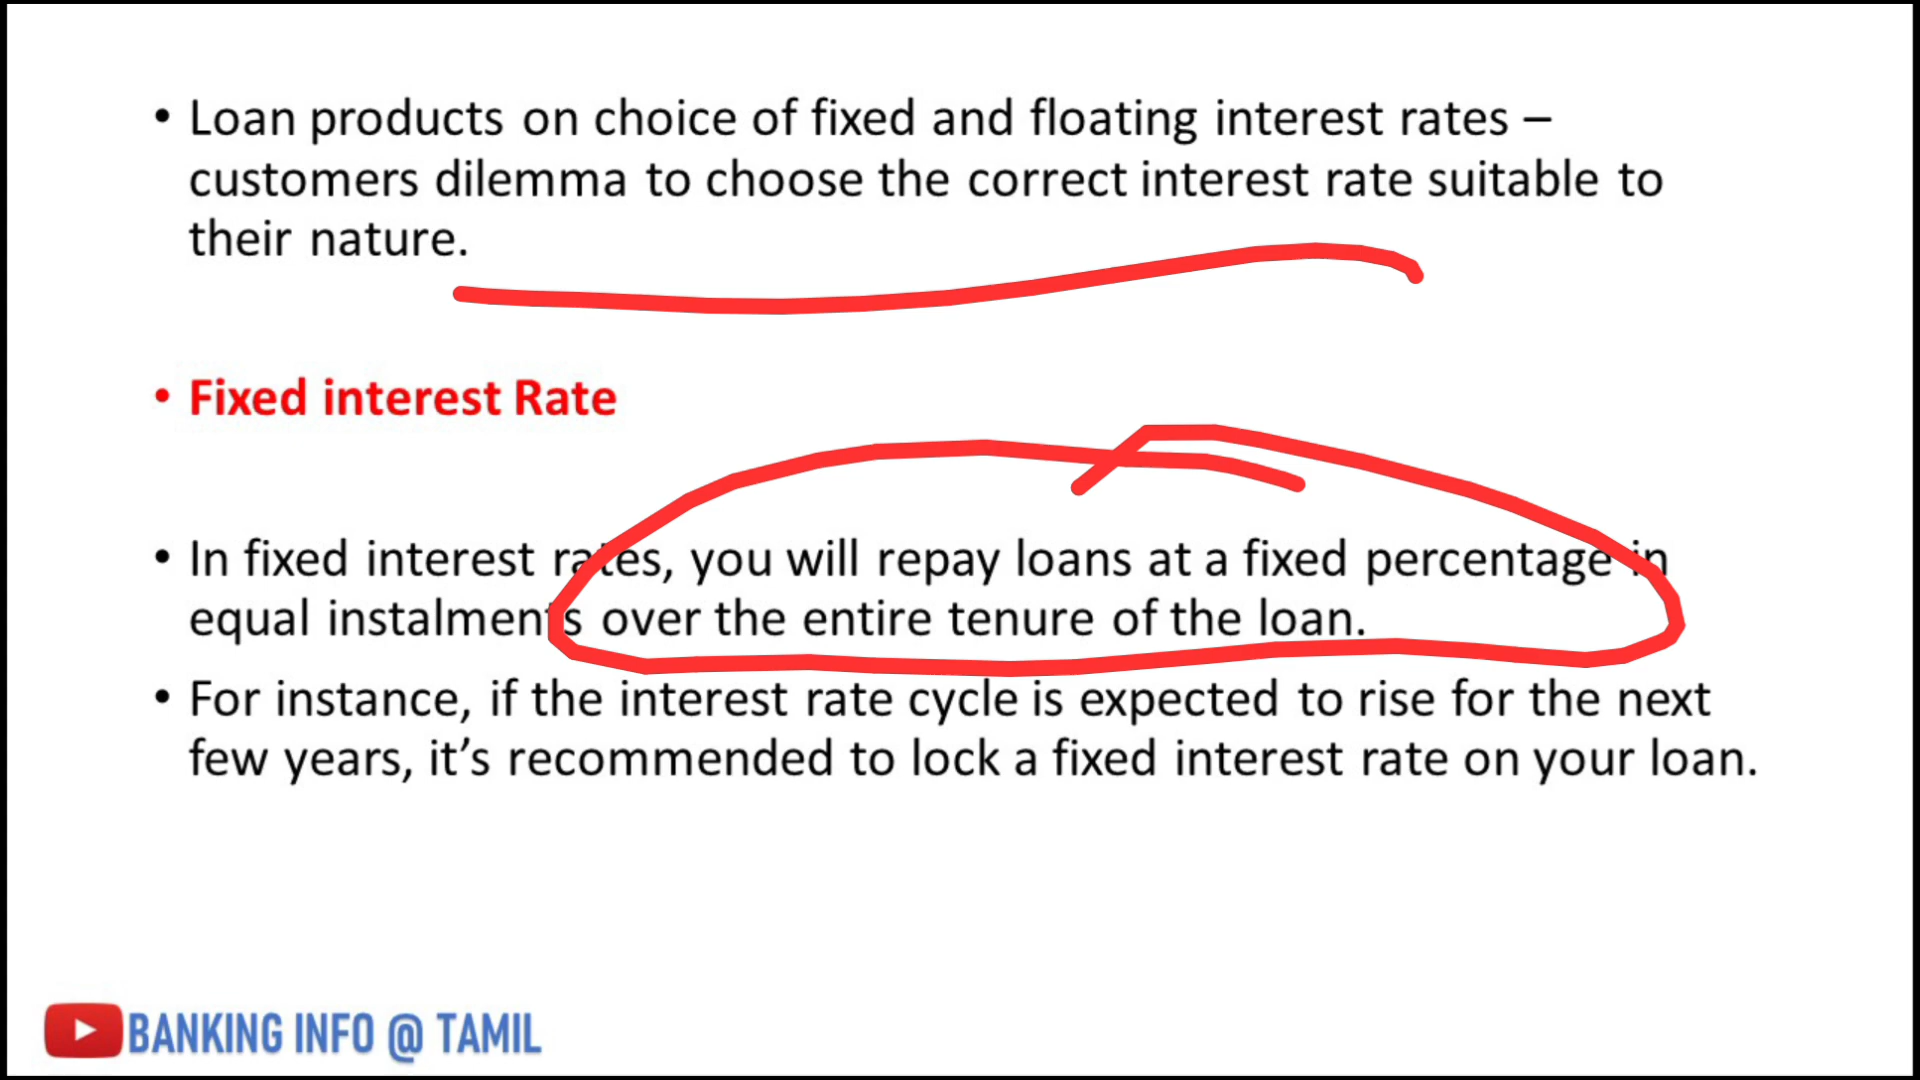 • Loan products on choice of fixed and floating interest rates –
customers dilemma to choose the correct interest rate suitable to
their nature.
• Fixed interest Rate
• In fixed interest rates, you will repay loans at a fixed percentage in
equal instalments over the entire tenure of the loan.
• For instance, if the interest rate cycle is expected to rise for the next
few years, it’s recommended to lock a fixed interest rate on your loan.
BANKING INFO @ TAMIL